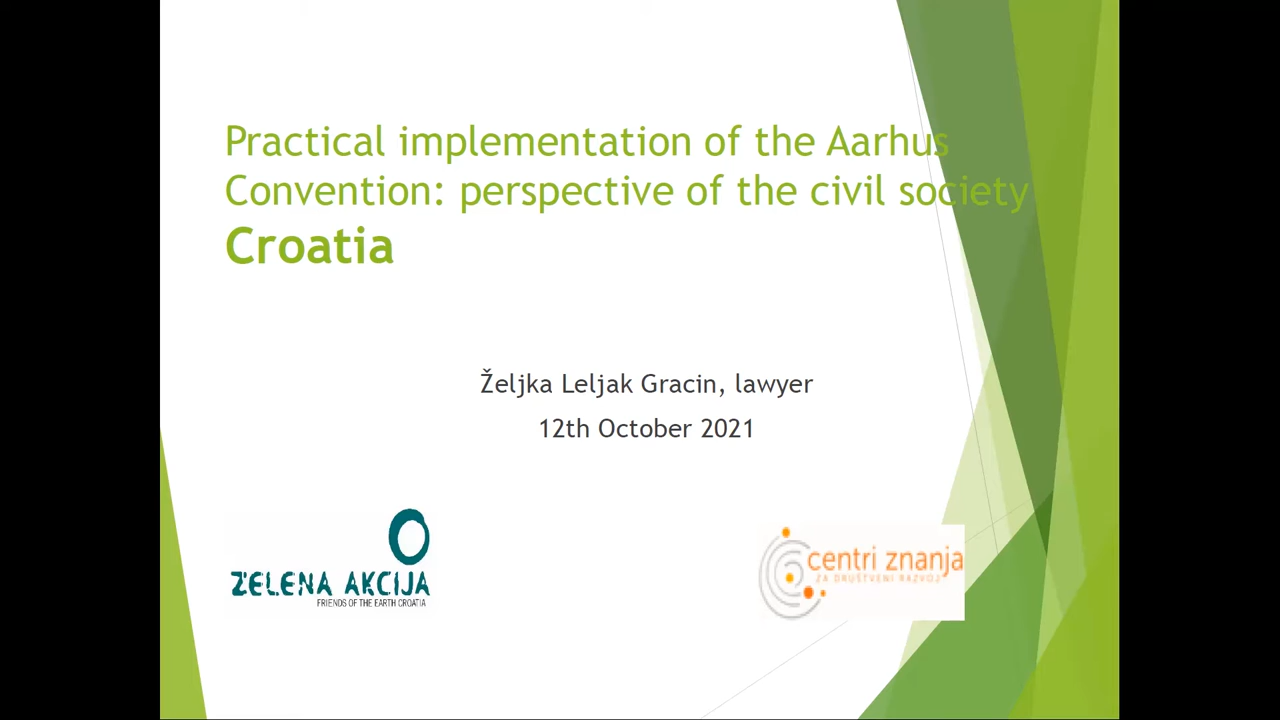 Practical implementation of the Aarhus
Convention: perspective of the civil society
Croatia
Željka Leljak Gracin, lawyer
12th October 2021
ZELENA AKCIJA
FRIENDS OF THE EARTH CROATIA
centri znanja
ZA DRUŠTVENI RAZVOJ